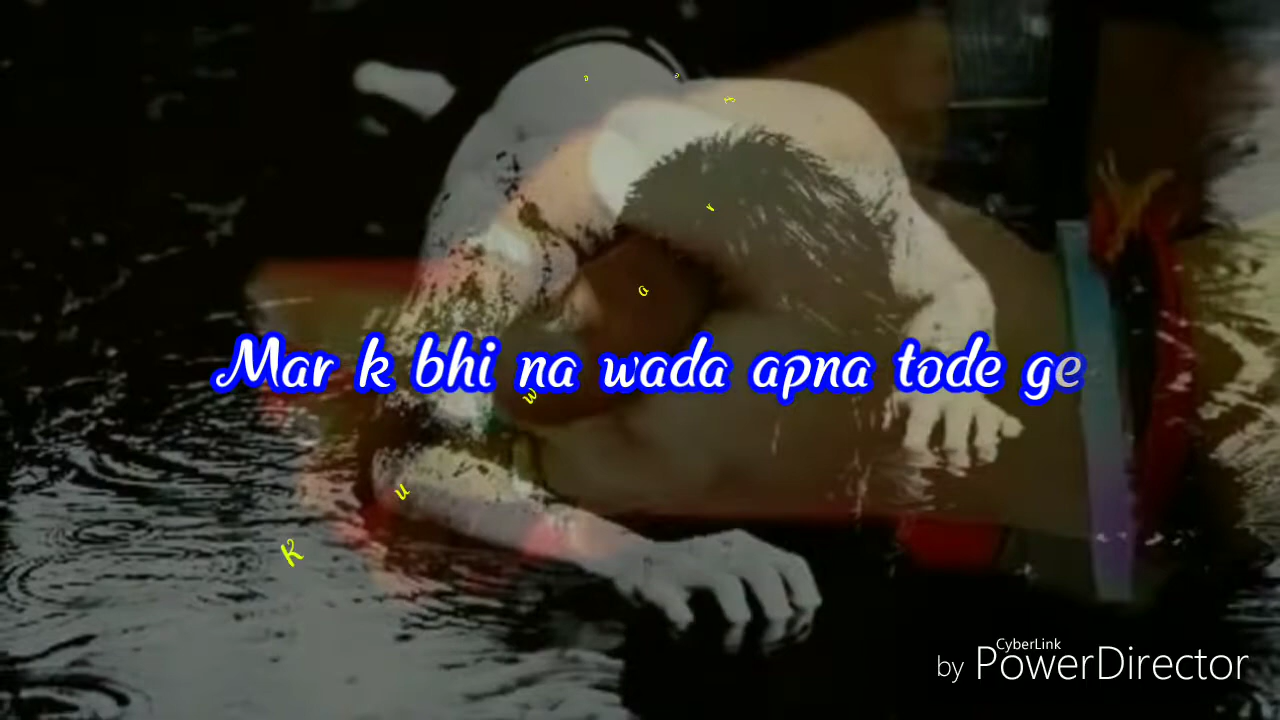 Mar k bhi na wada apna tode ge
K u w a r
CyberLink
by PowerDirector